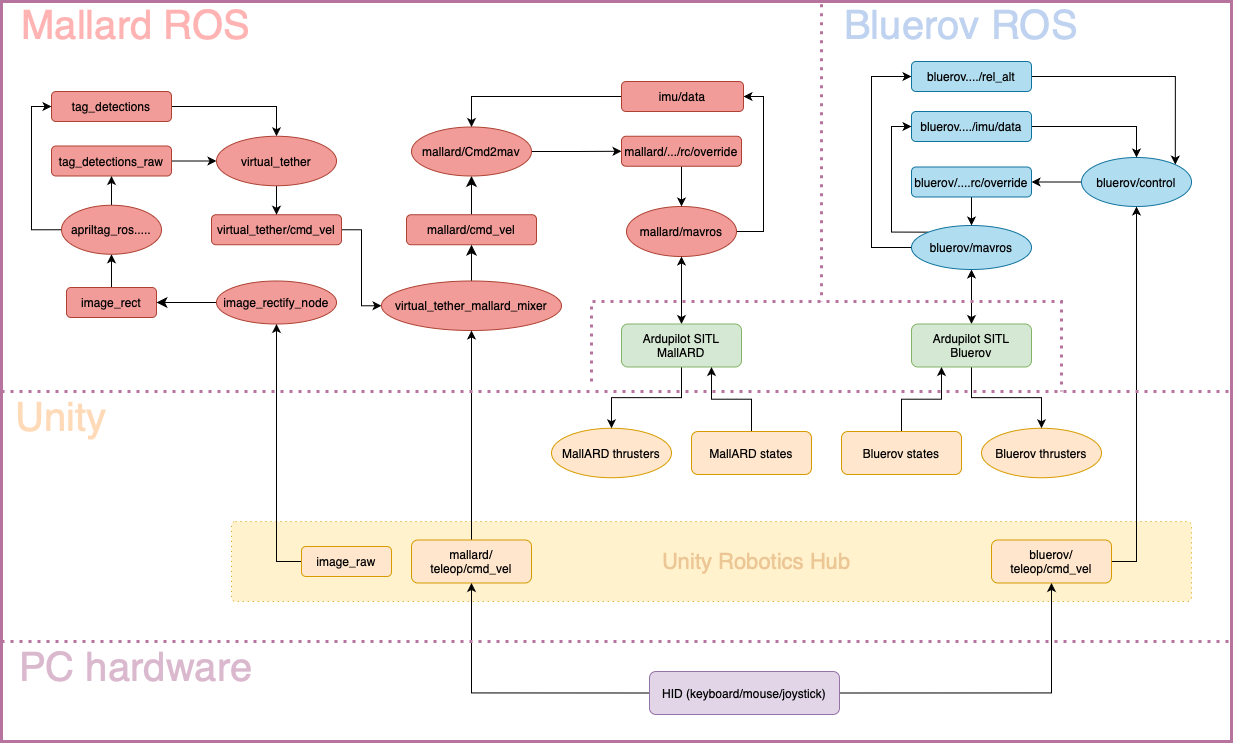 Mallard ROS
Bluerov ROS
tag_detections
tag_detections_raw
apriltag_ros.....
image_rect
virtual_tether
virtual_tether/cmd_vel
image_rectify_node
imu/data
mallard/Cmd2mav
mallard/.../rc/override
mallard/cmd_vel
mallard/mavros
virtual_tether_mallard_mixer
bluerov..../rel_alt
bluerov..../imu/data
bluerov/....rc/override
bluerov/control
bluerov/mavros
Ardupilot SITL
MallARD
Ardupilot SITL
Bluerov
Unity
MallARD thrusters
MallARD states
Bluerov states
Bluerov thrusters
image_raw
mallard/
teleop/cmd_vel
Unity Robotics Hub
bluerov/
teleop/cmd_vel
PC hardware
HID (keyboard/mouse/joystick)